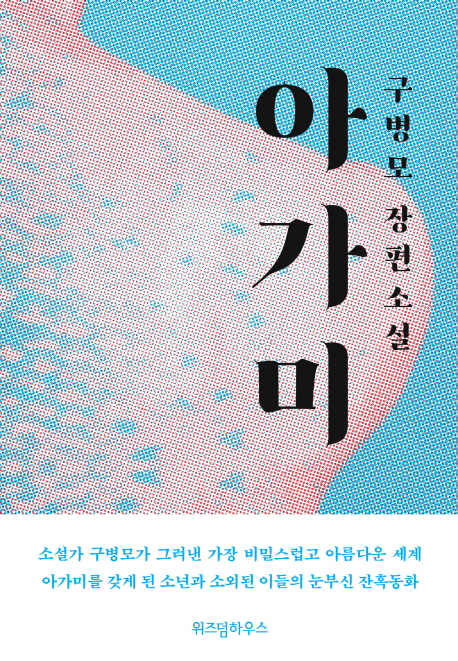 아가미
구병모 장편소설
소설가 구병모가 그려낸 가장 비밀스럽고 아름다운 세계
아가미를 갖게 된 소년과 소외된 이들의 눈부신 잔혹동화
위즈덤하우스